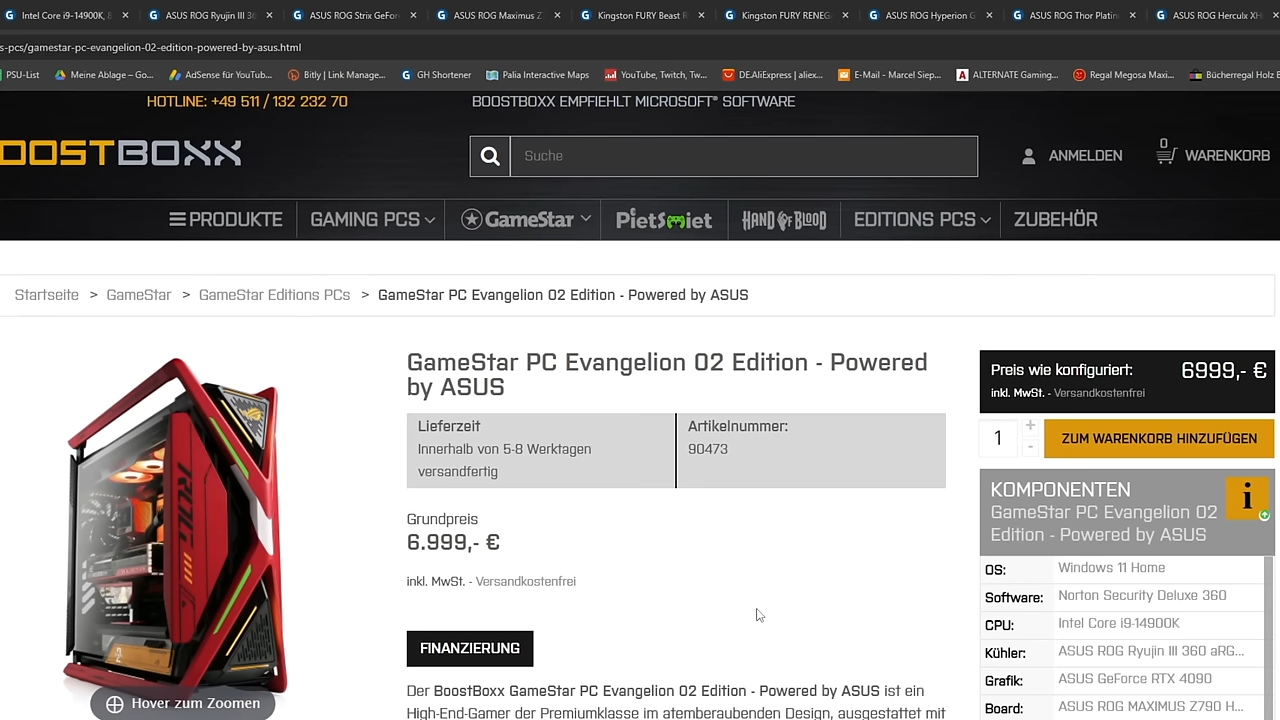 Intel Core i9-14900K, B
ASUS ROG Ryujin III 36
ASUS ROG Strix GeFor
ASUS ROG Maximus Z
Kingston FURY Beast R
Kingston FURY RENEG
ASUS ROG Hyperion G
ASUS ROG Thor Platin
ASUS ROG Herculx XH
s-pcs/gamestar-pc-evangelion-02-edition-powered-by-asus.html
PSU-List
Meine Ablage – Go...
AdSense für YouTub...
Bitly | Link Manage...
GH Shortener
Palia Interactive Maps
YouTube, Twitch, Tw...
DE.AliExpress | aliex...
E-Mail - Marcel Siep...
ALTERNATE Gaming...
Regal Megosa Maxi...
Bücherregal Holz B
HOTLINE: +49 511 / 132 232 70
BOOSTBOXX EMPFIEHLT MICROSOFT® SOFTWARE
OOSTBOXX
Suche
ANMELDEN
0
WARENKORB
PRODUKTE
GAMING PCS
GameStar
PietSmiet
HAND OF BLOOD
EDITIONS PCS
ZUBEHÖR
Startseite > GameStar > GameStar Editions PCs > GameStar PC Evangelion 02 Edition - Powered by ASUS
GameStar PC Evangelion 02 Edition - Powered
by ASUS
Lieferzeit
Innerhalb von 5-8 Werktagen
versandfertig
Artikelnummer:
90473
Grundpreis
6.999,- €
inkl. MwSt. - Versandkostenfrei
FINANZIERUNG
Der BoostBoxx GameStar PC Evangelion 02 Edition - Powered by ASUS ist ein
High-End-Gamer der Premiumklasse im atemberaubenden Design, ausgestattet mit
ROG
Hover zum Zoomen
Preis wie konfiguriert: 6999,- €
inkl. MwSt. - Versandkostenfrei
1
+
-
ZUM WARENKORB HINZUFÜGEN
KOMPONENTEN
GameStar PC Evangelion 02
Edition - Powered by ASUS
i
OS: Windows 11 Home
Software: Norton Security Deluxe 360
CPU: Intel Core i9-14900K
Kühler: ASUS ROG Ryujin III 360 aRG...
Grafik: ASUS GeForce RTX 4090
Board: ASUS ROG MAXIMUS Z790 H...